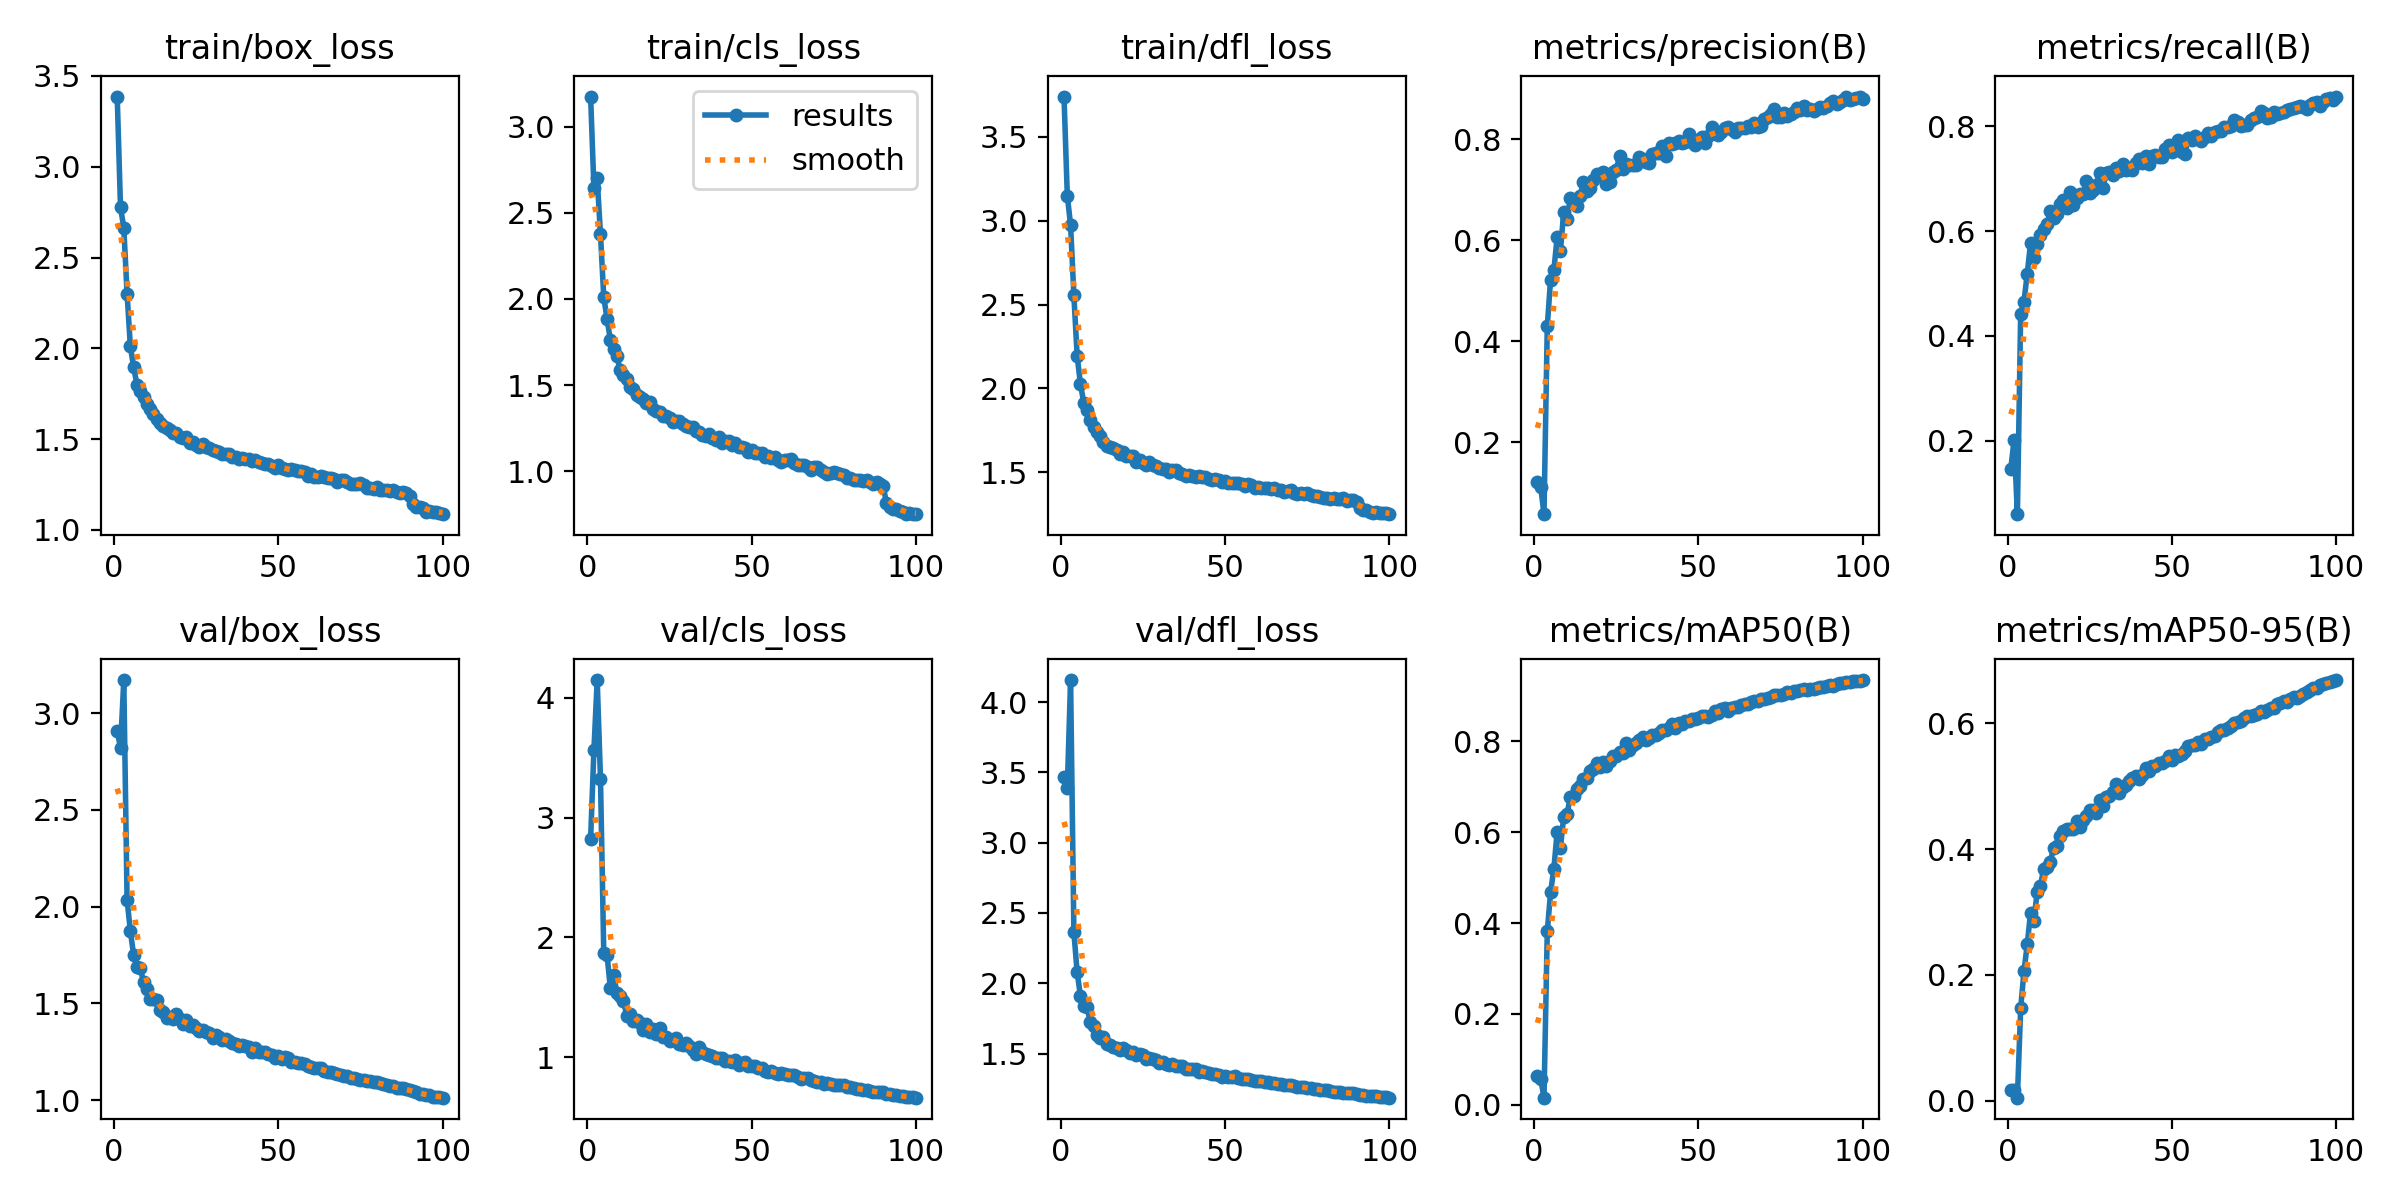 train/box_loss
3.5
3.0
2.5
2.0
1.5
1.0
0 50 100
train/cls_loss
results
smooth
3.0
2.5
2.0
1.5
1.0
0 50 100
train/dfl_loss
3.5
3.0
2.5
2.0
1.5
0 50 100
metrics/precision(B)
0.8
0.6
0.4
0.2
0 50 100
metrics/recall(B)
0.8
0.6
0.4
0.2
0 50 100
val/box_loss
3.0
2.5
2.0
1.5
1.0
0 50 100
val/cls_loss
4
3
2
1
0 50 100
val/dfl_loss
4.0
3.5
3.0
2.5
2.0
1.5
0 50 100
metrics/mAP50(B)
0.8
0.6
0.4
0.2
0.0
0 50 100
metrics/mAP50-95(B)
0.6
0.4
0.2
0.0
0 50 100